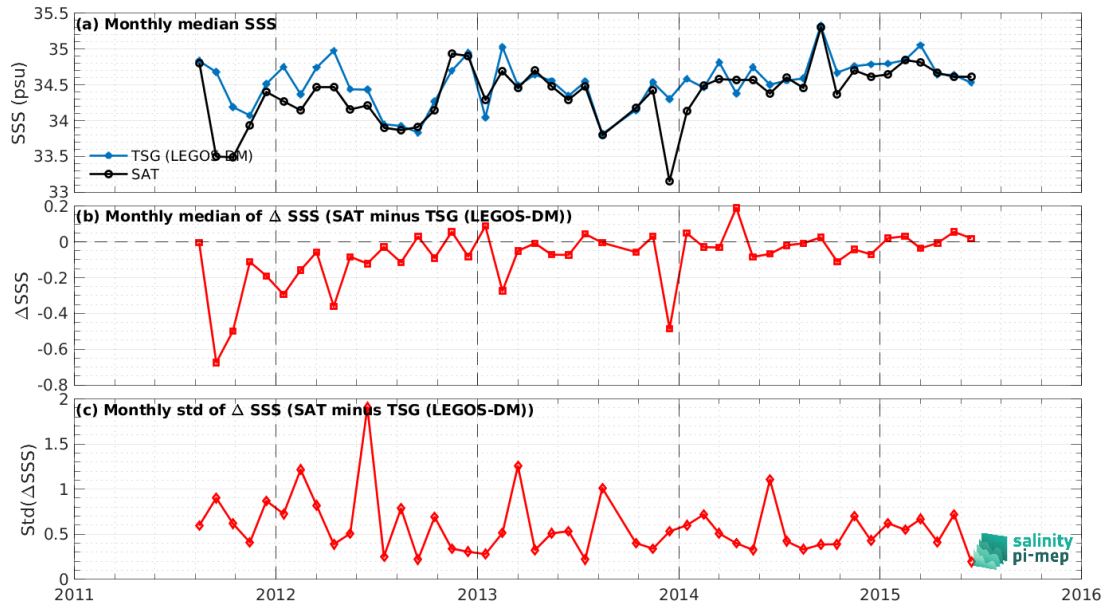 (a) Monthly median SSS
35.5
35
34.5
34
33.5
33
SSS (psu)
TSG (LEGOS-DM)
SAT
(b) Monthly median of Δ SSS (SAT minus TSG (LEGOS-DM))
0.2
0
-0.2
-0.4
-0.6
-0.8
ΔSSS
(c) Monthly std of Δ SSS (SAT minus TSG (LEGOS-DM))
2
1.5
1
0.5
0
Std(ΔSSS)
salinity
pi-mep
2011 2012 2013 2014 2015 2016